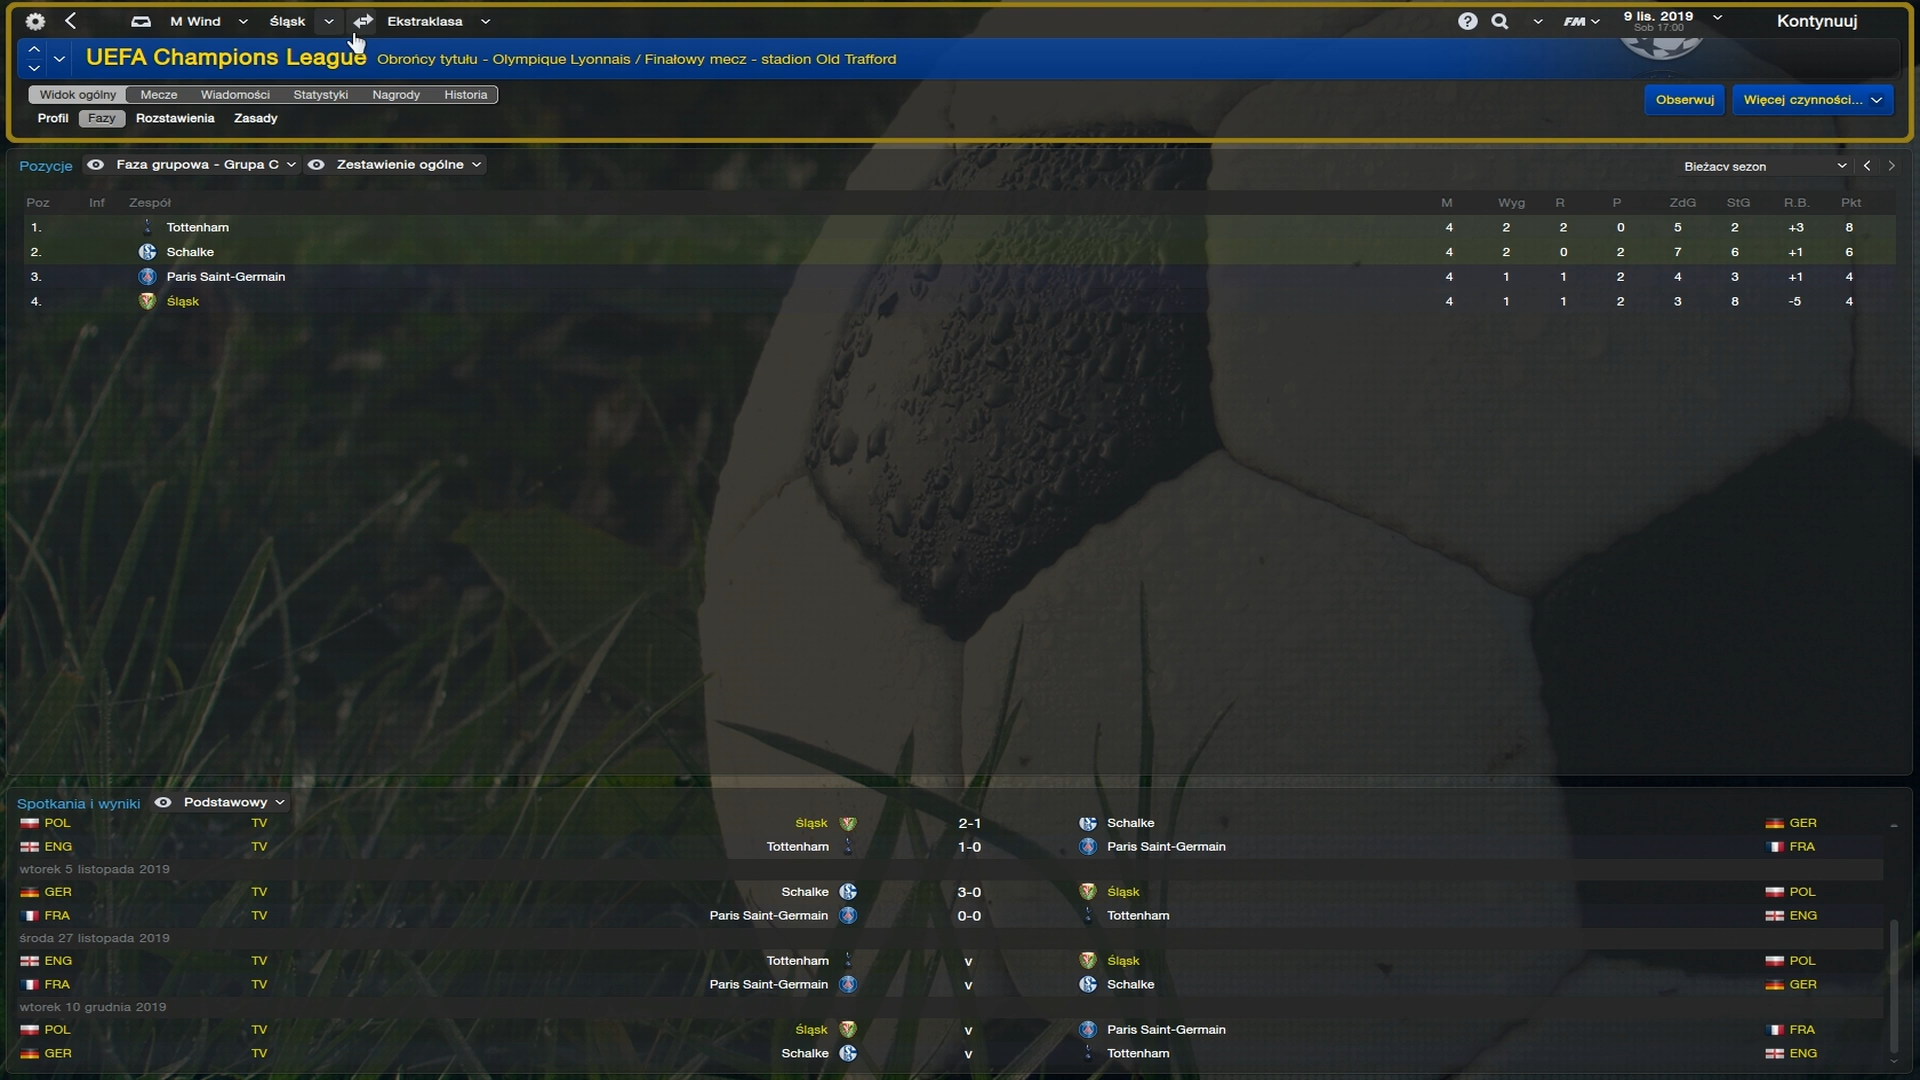 M Wind Śląsk Ekstraklasa ? FM 9 lis. 2019 Kontynuuj
Sob 17:00
UEFA Champions League Obrońcy tytułu - Olympique Lyonnais / Finałowy mecz - stadion Old Trafford
Widok ogólny Mecze Wiadomości Statystyki Nagrody Historia Obserwuj Więcej czynności...
Profil Fazy Rozstawienia Zasady
Pozycje Faza grupowa - Grupa C Zestawienie ogólne Bieżący sezon
Poz Inf Zespół M Wyg R P ZdG StG R.B. Pkt
1. Tottenham 4 2 2 0 5 2 +3 8
2. Schalke 4 2 0 2 7 6 +1 6
3. Paris Saint-Germain 4 1 1 2 4 3 +1 4
4. Śląsk 4 1 1 2 3 8 -5 4
Spotkania i wyniki Podstawowy
POL TV Śląsk 2-1 Schalke GER
ENG TV Tottenham 1-0 Paris Saint-Germain FRA
wtorek 5 listopada 2019
GER TV Schalke 3-0 Śląsk POL
FRA TV Paris Saint-Germain 0-0 Tottenham ENG
środa 27 listopada 2019
ENG TV Tottenham v Śląsk POL
FRA TV Paris Saint-Germain v Schalke GER
wtorek 10 grudnia 2019
POL TV Śląsk v Paris Saint-Germain FRA
GER TV Schalke v Tottenham ENG